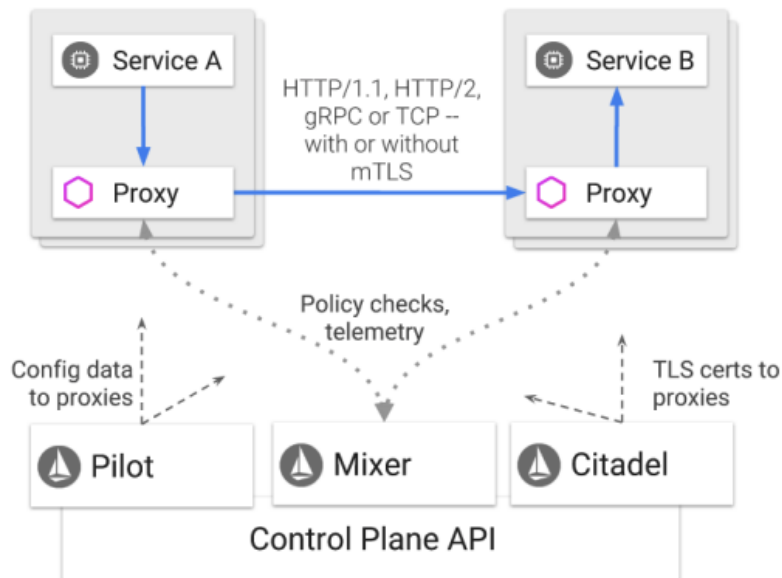 Service A
Service B
HTTP/1.1, HTTP/2,
gRPC or TCP --
with or without
mTLS
Proxy
Proxy
Policy checks,
telemetry
Config data
to proxies
TLS certs to
proxies
Pilot
Mixer
Citadel
Control Plane API